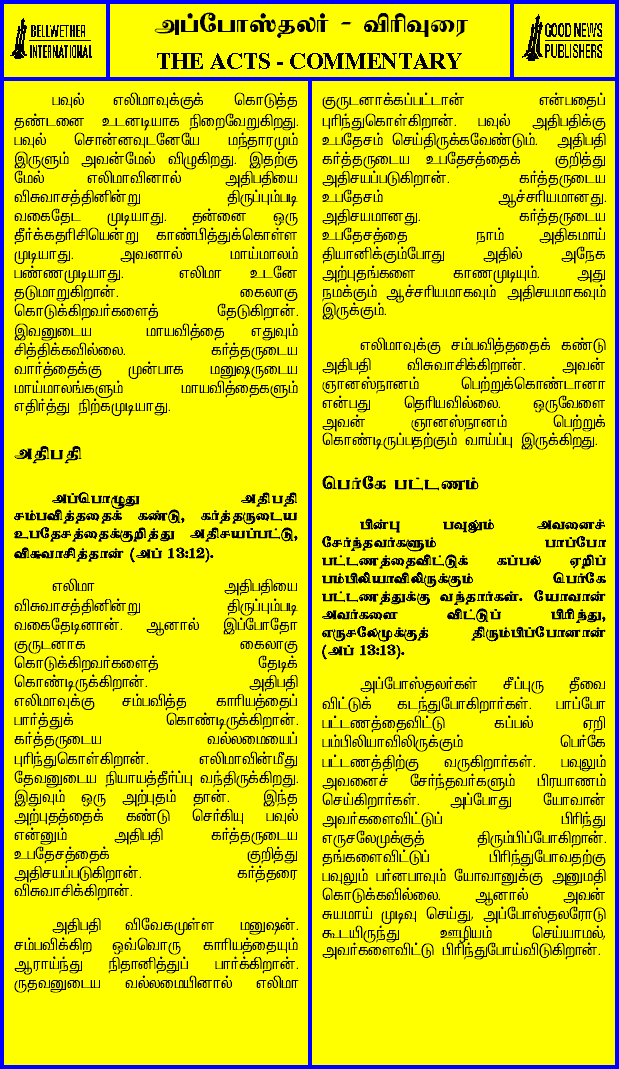 BELLWETHER
INTERNATIONAL
அப்போஸ்தலர் - விரிவுரை
THE ACTS - COMMENTARY
GOOD NEWS
PUBLISHERS
பவுல் எலிமாவுக்குக் கொடுத்த
தண்டனை உடனடியாக நிறைவேறுகிறது.
பவுல் சொன்னவுடனேயே மந்தாரமும்
இருளும் அவன்மேல் விழுகிறது. இதற்கு
மேல் எலிமாவினால் அதிபதியை
விசுவாசத்தினின்று திருப்பும்படி
வகைதேட முடியாது. தன்னை ஒரு
தீர்க்கதரிசியென்று காண்பித்துக்கொள்ள
முடியாது. அவனால் மாய்மாலம்
பண்ணமுடியாது. எலிமா உடனே
தடுமாறுகிறான். கைலாகு
கொடுக்கிறவர்களைத் தேடுகிறான்.
இவனுடைய மாயவித்தை எதுவும்
சித்திக்கவில்லை. கர்த்தருடைய
வார்த்தைக்கு முன்பாக மனுஷருடைய
மாய்மாலங்களும் மாயவித்தைகளும்
எதிர்த்து நிற்கமுடியாது.
அதிபதி
அப்பொழுது அதிபதி
சம்பவித்ததைக் கண்டு, கர்த்தருடைய
உபதேசத்தைக்குறித்து அதிசயப்பட்டு,
விசுவாசித்தான் (அப் 13:12).
எலிமா அதிபதியை
விசுவாசத்தினின்று திருப்பும்படி
வகைதேடினான். ஆனால் இப்போதோ
குருடனாக கைலாகு
கொடுக்கிறவர்களைத் தேடிக்
கொண்டிருக்கிறான். அதிபதி
எலிமாவுக்கு சம்பவித்த காரியத்தைப்
பார்த்துக் கொண்டிருக்கிறான்.
கர்த்தருடைய வல்லமையைப்
புரிந்துகொள்கிறான். எலிமாவின்மீது
தேவனுடைய நியாயத்தீர்ப்பு வந்திருக்கிறது.
இதுவும் ஒரு அற்புதம் தான். இந்த
அற்புதத்தைக் கண்டு செர்கியு பவுல்
என்னும் அதிபதி கர்த்தருடைய
உபதேசத்தைக் குறித்து
அதிசயப்படுகிறான். கர்த்தரை
விசுவாசிக்கிறான்.
அதிபதி விவேகமுள்ள மனுஷன்.
சம்பவிக்கிற ஒவ்வொரு காரியத்தையும்
ஆராய்ந்து நிதானித்துப் பார்க்கிறான்.
ருதவனுடைய வல்லமையினால் எலிமா
குருடனாக்கப்பட்டான் என்பதைப்
புரிந்துகொள்கிறான். பவுல் அதிபதிக்கு
உபதேசம் செய்திருக்கவேண்டும். அதிபதி
கர்த்தருடைய உபதேசத்தைக் குறித்து
அதிசயப்படுகிறான். கர்த்தருடைய
உபதேசம் ஆச்சரியமானது.
அதிசயமானது. கர்த்தருடைய
உபதேசத்தை நாம் அதிகமாய்
தியானிக்கும்போது அதில் அநேக
அற்புதங்களை காணமுடியும். அது
நமக்கும் ஆச்சரியமாகவும் அதிசயமாகவும்
இருக்கும்.
எலிமாவுக்கு சம்பவித்ததைக் கண்டு
அதிபதி விசுவாசிக்கிறான். அவன்
ஞானஸ்நானம் பெற்றுக்கொண்டானா
என்பது தெரியவில்லை. ஒருவேளை
அவன் ஞானஸ்நானம் பெற்றுக்
கொண்டிருப்பதற்கும் வாய்ப்பு இருக்கிறது.
பெர்கே பட்டணம்
பின்பு பவுலும் அவனைச்
சேர்ந்தவர்களும் பாப்போ
பட்டணத்தைவிட்டுக் கப்பல் ஏறிப்
பம்பிலியாவிலிருக்கும் பெர்கே
பட்டணத்துக்கு வந்தார்கள். யோவான்
அவர்களை விட்டுப் பிரிந்து,
எருசலேமுக்குத் திரும்பிப்போனான்
(அப் 13:13).
அப்போஸ்தலர்கள் சீப்புரு தீவை
விட்டுக் கடந்துபோகிறார்கள். பாப்போ
பட்டணத்தைவிட்டு கப்பல் ஏறி
பம்பிலியாவிலிருக்கும் பெர்கே
பட்டணத்திற்கு வருகிறார்கள். பவுலும்
அவனைச் சேர்ந்தவர்களும் பிரயாணம்
செய்கிறார்கள். அப்போது யோவான்
அவர்களைவிட்டுப் பிரிந்து
எருசலேமுக்குத் திரும்பிப்போகிறான்.
தங்களைவிட்டுப் பிரிந்துபோவதற்கு
பவுலும் பர்னபாவும் யோவானுக்கு அனுமதி
கொடுக்கவில்லை. ஆனால் அவன்
சுயமாய் முடிவு செய்து, அப்போஸ்தலரோடு
கூடயிருந்து ஊழியம் செய்யாமல்,
அவர்களைவிட்டு பிரிந்துபோய்விடுகிறான்.